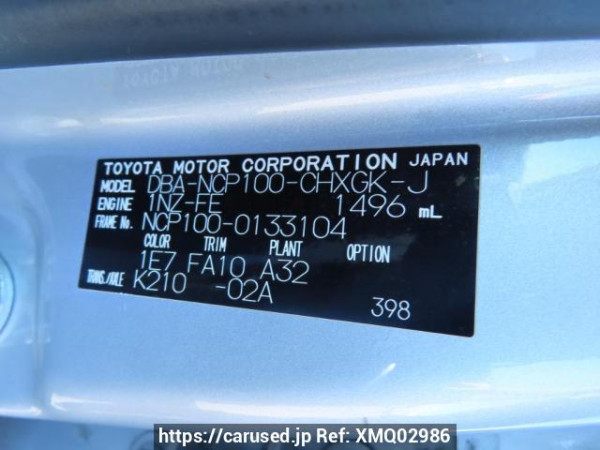 TOYOTA MOTOR CORPORATION JAPAN
MODEL DBA-NCP100-CHXGK-J
ENGINE 1NZ-FE 1496 mL
FRAME No. NCP100-0133104
COLOR TRIM PLANT OPTION
1E7 FA10 A32
TRANS./AXLE K210 -02A
398
https://carused.jp Ref: XMQ02986